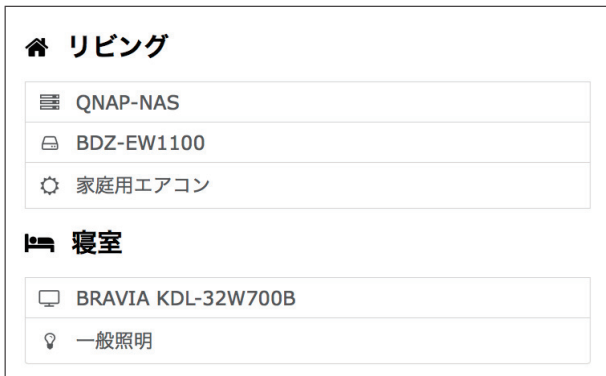 リビング
QNAP-NAS
BDZ-EW1100
家庭用エアコン
寝室
BRAVIA KDL-32W700B
一般照明